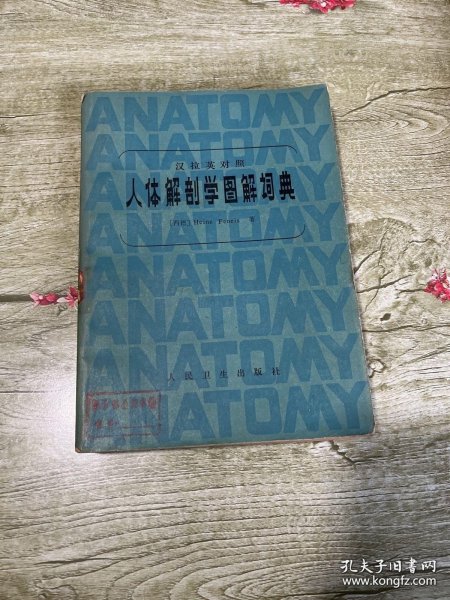 ANATOMY
ANATOMY
汉拉英对照
人体解剖学图解词典
[西德] Heinz Feneis 著
ANATOMY
ANATOMY
ANATOMY
人民卫生出版社
ANATOMY
孔夫子旧书网
www.kongfz.com